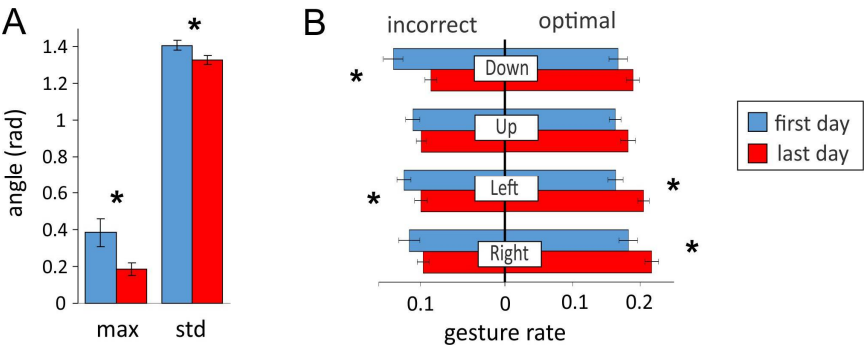 A
angle (rad)
1.4
1.2
1
0.8
0.6
0.4
0.2
0
*
*
max
std
B
incorrect
optimal
*
Down
Up
*
Left
*
Right
*
0.1
0
0.1
0.2
gesture rate
first day
last day